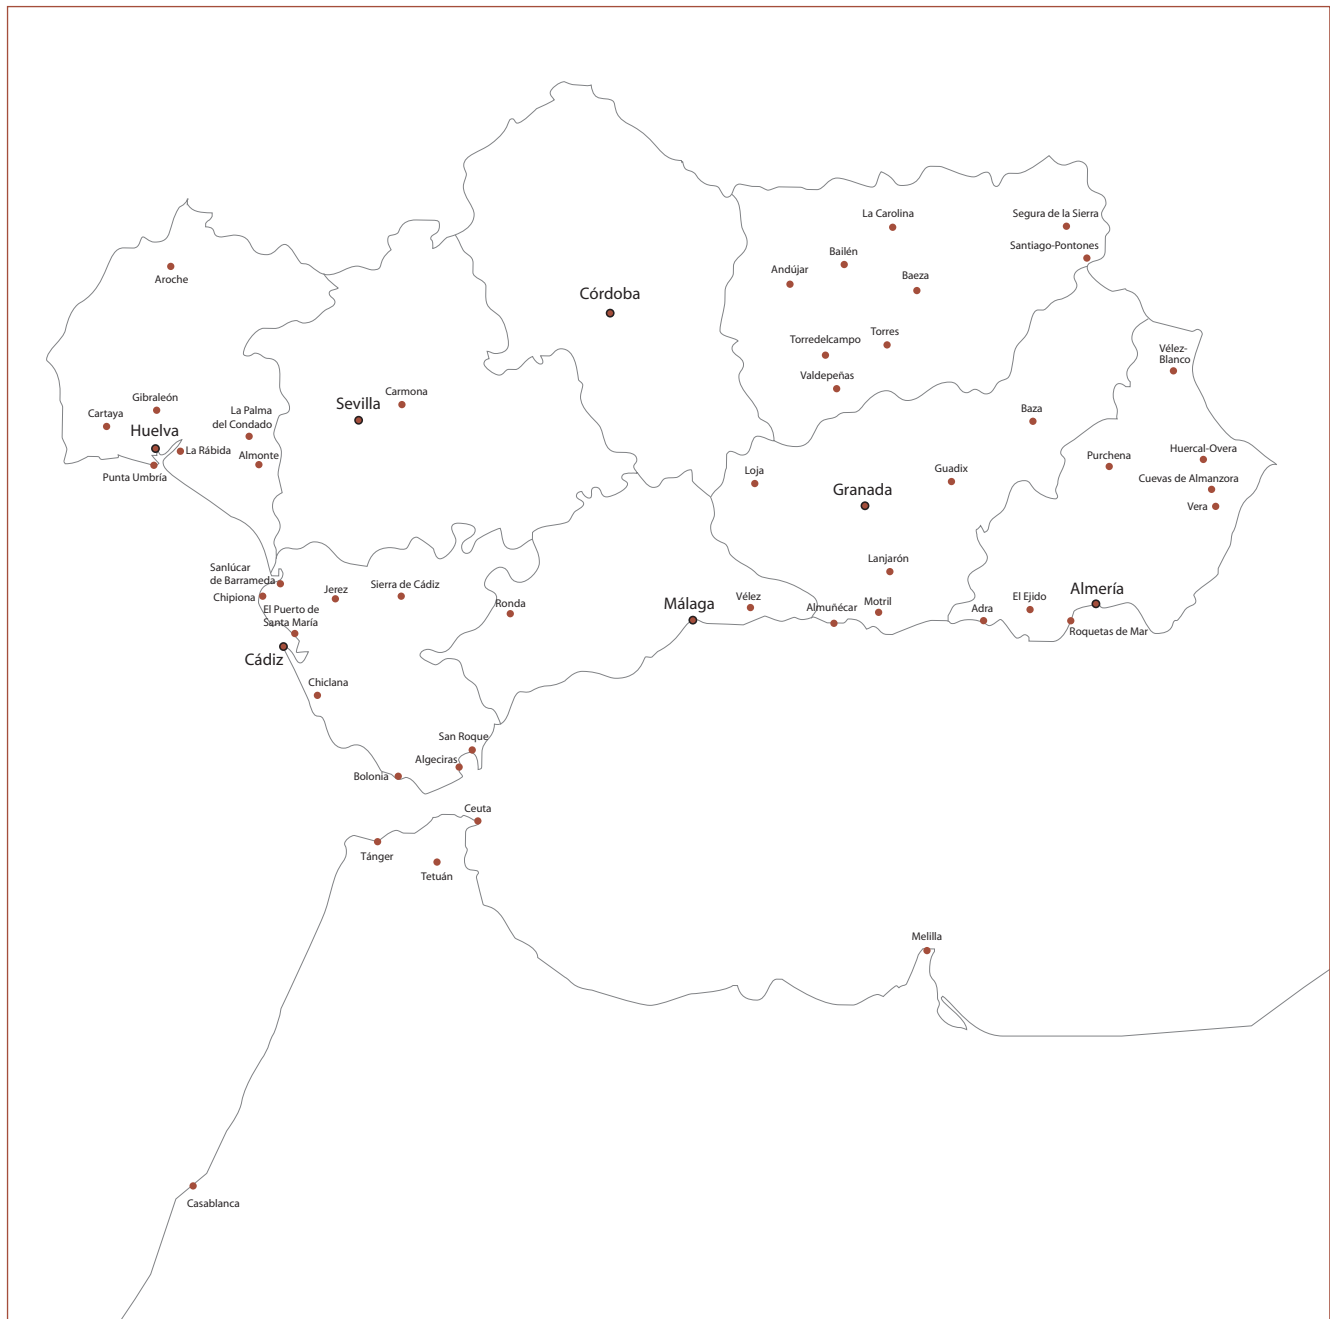 La Carolina
Segura de la Sierra
Santiago-Pontones
Bailén
Andújar
Baeza
Aroche
Córdoba
Torres
Torredelcampo
Valdepeñas
Vélez-
Blanco
Carmona
Sevilla
Gibraleón
Cartaya
La Palma
del Condado
Huelva
La Rábida
Almonte
Punta Umbría
Baza
Purchena
Huercal-Overa
Cuevas de Almanzora
Vera
Loja
Guadix
Granada
Lanjarón
Sanlúcar
de Barrameda
Chipiona
Jerez
Sierra de Cádiz
El Puerto de
Santa María
Cádiz
Ronda
Málaga
Vélez
Almuñécar
Motril
Adra
El Ejido
Almería
Roquetas de Mar
Chiclana
San Roque
Algeciras
Bolonia
Ceuta
Tánger
Tetuán
Melilla
Casablanca